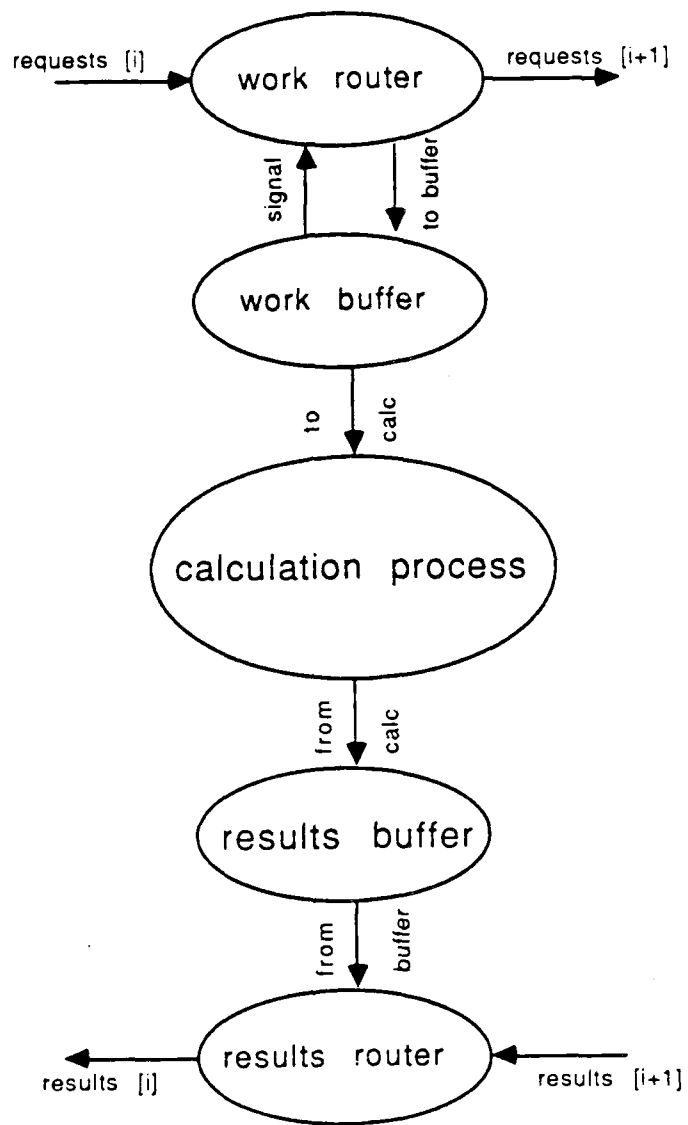 requests [i]
work router
requests [i+1]
signal
to buffer
work buffer
to calc
calculation process
from calc
results buffer
from buffer
results router
results [i]
results [i+1]